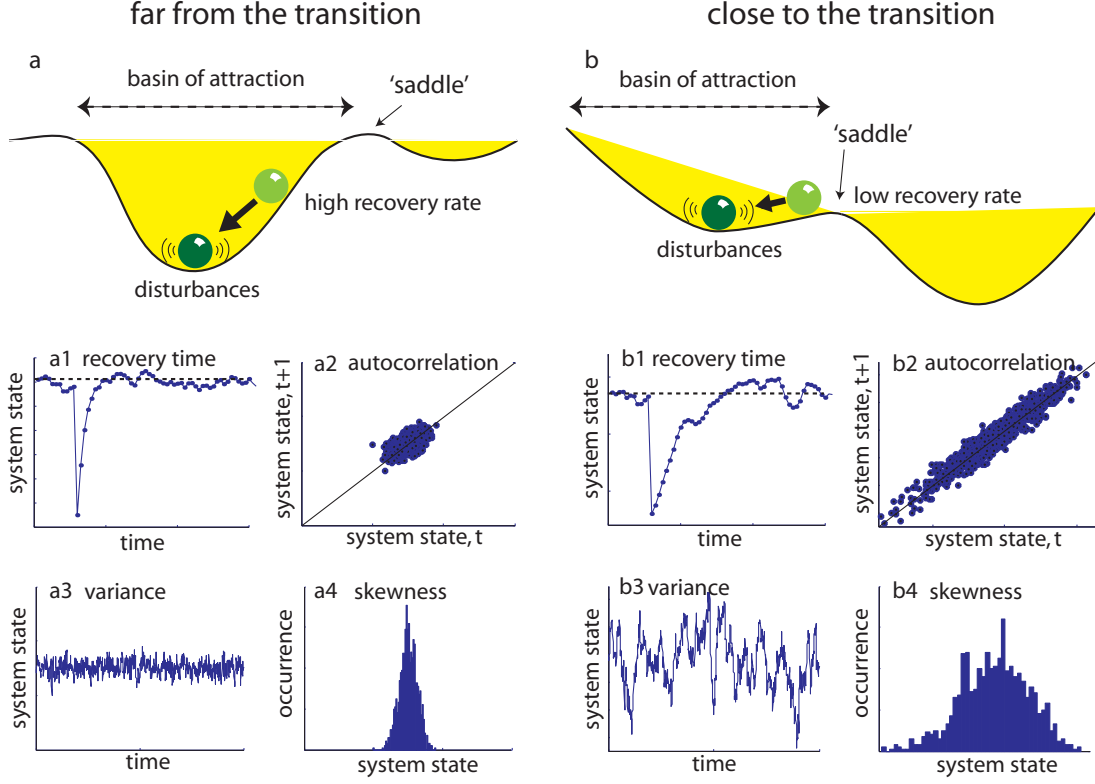 far from the transition
close to the transition
a
basin of attraction
'saddle'
high recovery rate
disturbances
b
basin of attraction
'saddle'
low recovery rate
disturbances
a1 recovery time
system state
time
a2 autocorrelation
system state, t+1
system state, t
b1 recovery time
system state
time
b2 autocorrelation
system state, t+1
system state, t
a3 variance
system state
time
a4 skewness
occurrence
system state
b3 variance
system state
time
b4 skewness
occurrence
system state